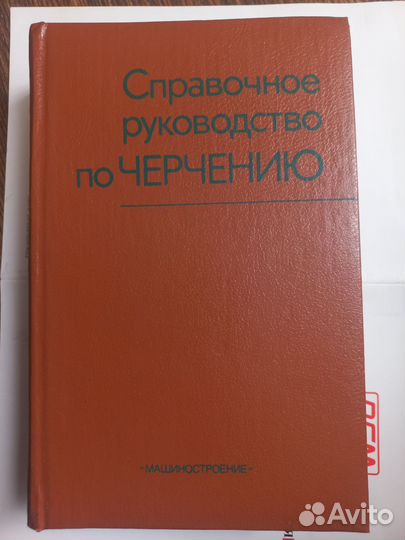 Справочное
руководство
по ЧЕРЧЕНИЮ
«МАШИНОСТРОЕНИЕ»
Avito